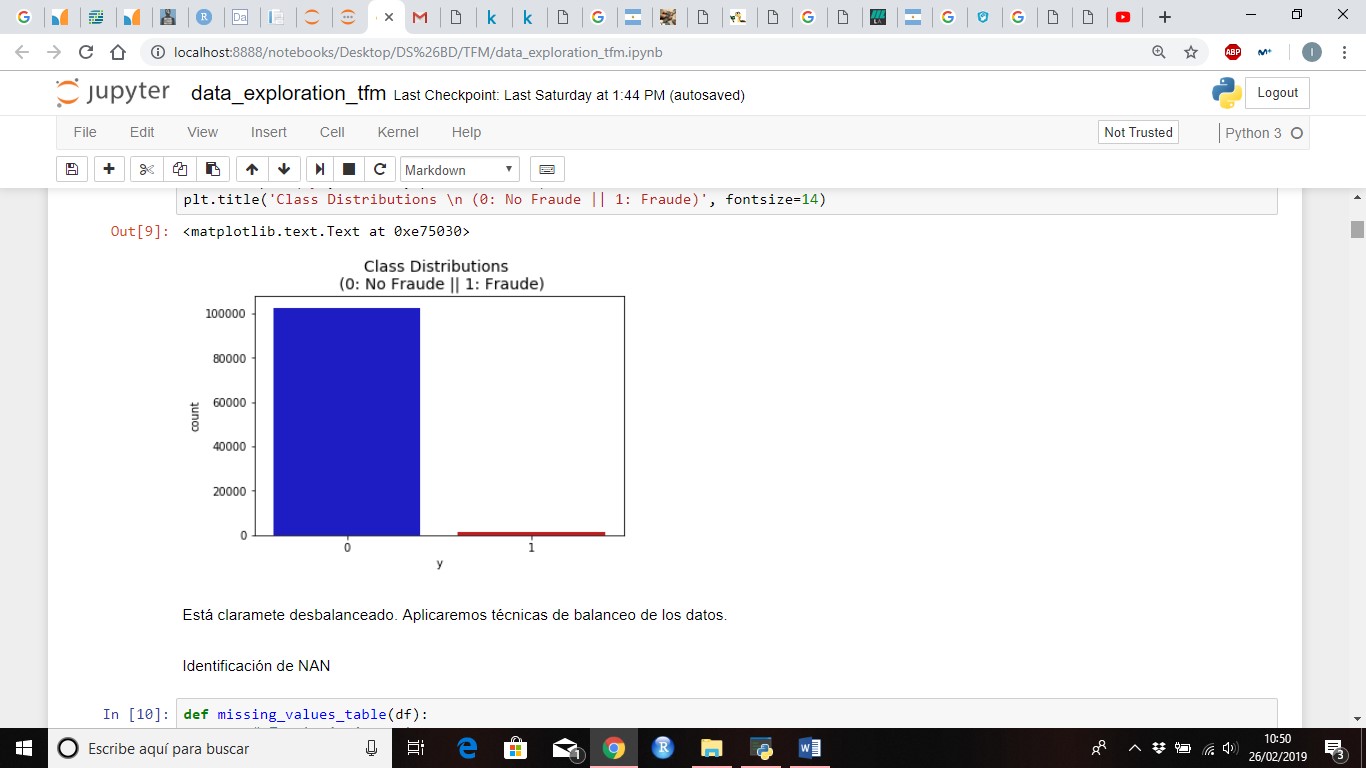 Da
localhost:8888/notebooks/Desktop/DS%26BD/TFM/data_exploration_tfm.ipynb
ABP
I
jupyter data_exploration_tfm Last Checkpoint: Last Saturday at 1:44 PM (autosaved)
Logout
File Edit View Insert Cell Kernel Help
Not Trusted
Python 3
Markdown
plt.title('Class Distributions \n (0: No Fraude || 1: Fraude)', fontsize=14)
Out[9]: <matplotlib.text.Text at 0xe75030>
Class Distributions
(0: No Fraude || 1: Fraude)
100000
80000
60000
40000
20000
0
count
0 1
y
Está claramete desbalanceado. Aplicaremos técnicas de balanceo de los datos.
Identificación de NAN
In [10]: def missing_values_table(df):
Escribe aquí para buscar
1
R
10:50
26/02/2019
3